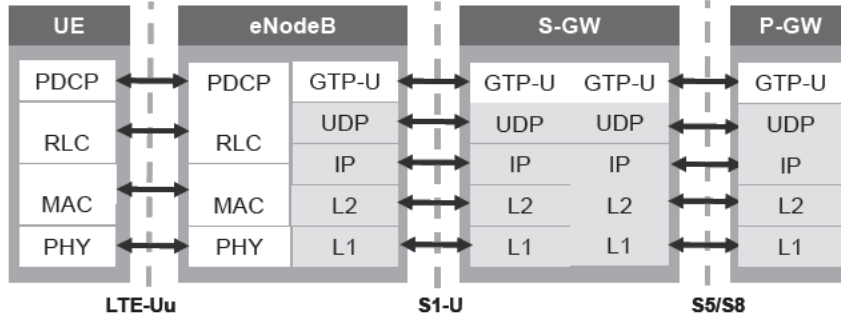 UE eNodeB S-GW P-GW
PDCP PDCP GTP-U GTP-U GTP-U GTP-U
UDP UDP UDP UDP
RLC RLC
IP IP IP IP
MAC MAC L2 L2 L2 L2
PHY PHY L1 L1 L1 L1
LTE-Uu S1-U S5/S8